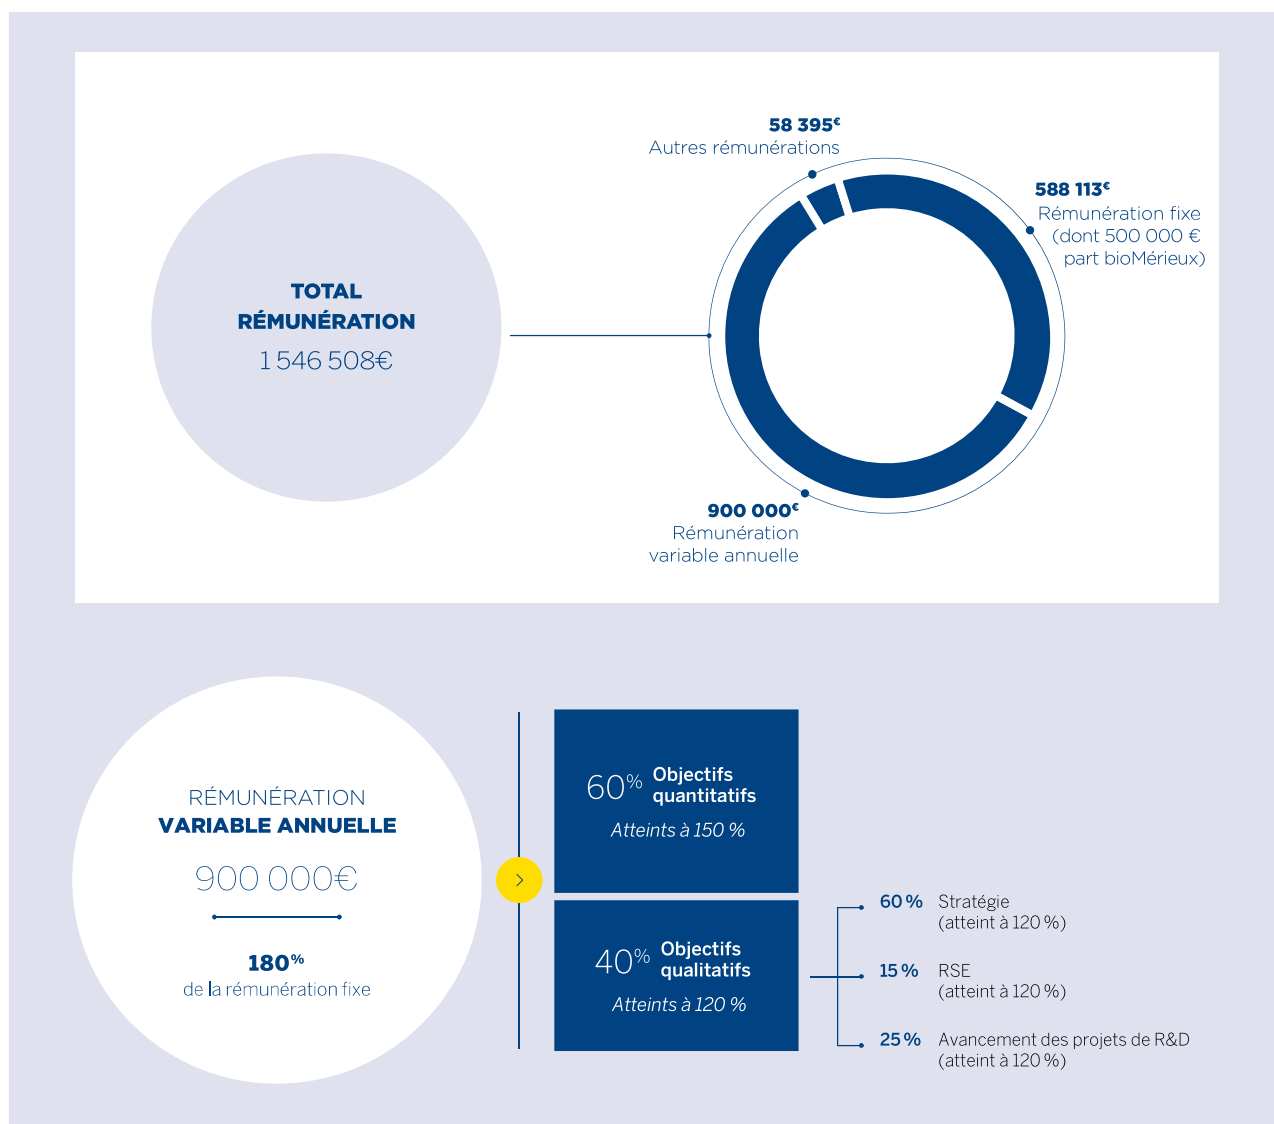 TOTAL
RÉMUNÉRATION
1 546 508€
58 395€
Autres rémunérations
588 113€
Rémunération fixe
(dont 500 000 €
part bioMérieux)
900 000€
Rémunération
variable annuelle
RÉMUNÉRATION
VARIABLE ANNUELLE
900 000€
180%
de la rémunération fixe
60% Objectifs
quantitatifs
Atteints à 150 %
40% Objectifs
qualitatifs
Atteints à 120 %
60 % Stratégie
(atteint à 120 %)
15 % RSE
(atteint à 120 %)
25 % Avancement des projets de R&D
(atteint à 120 %)